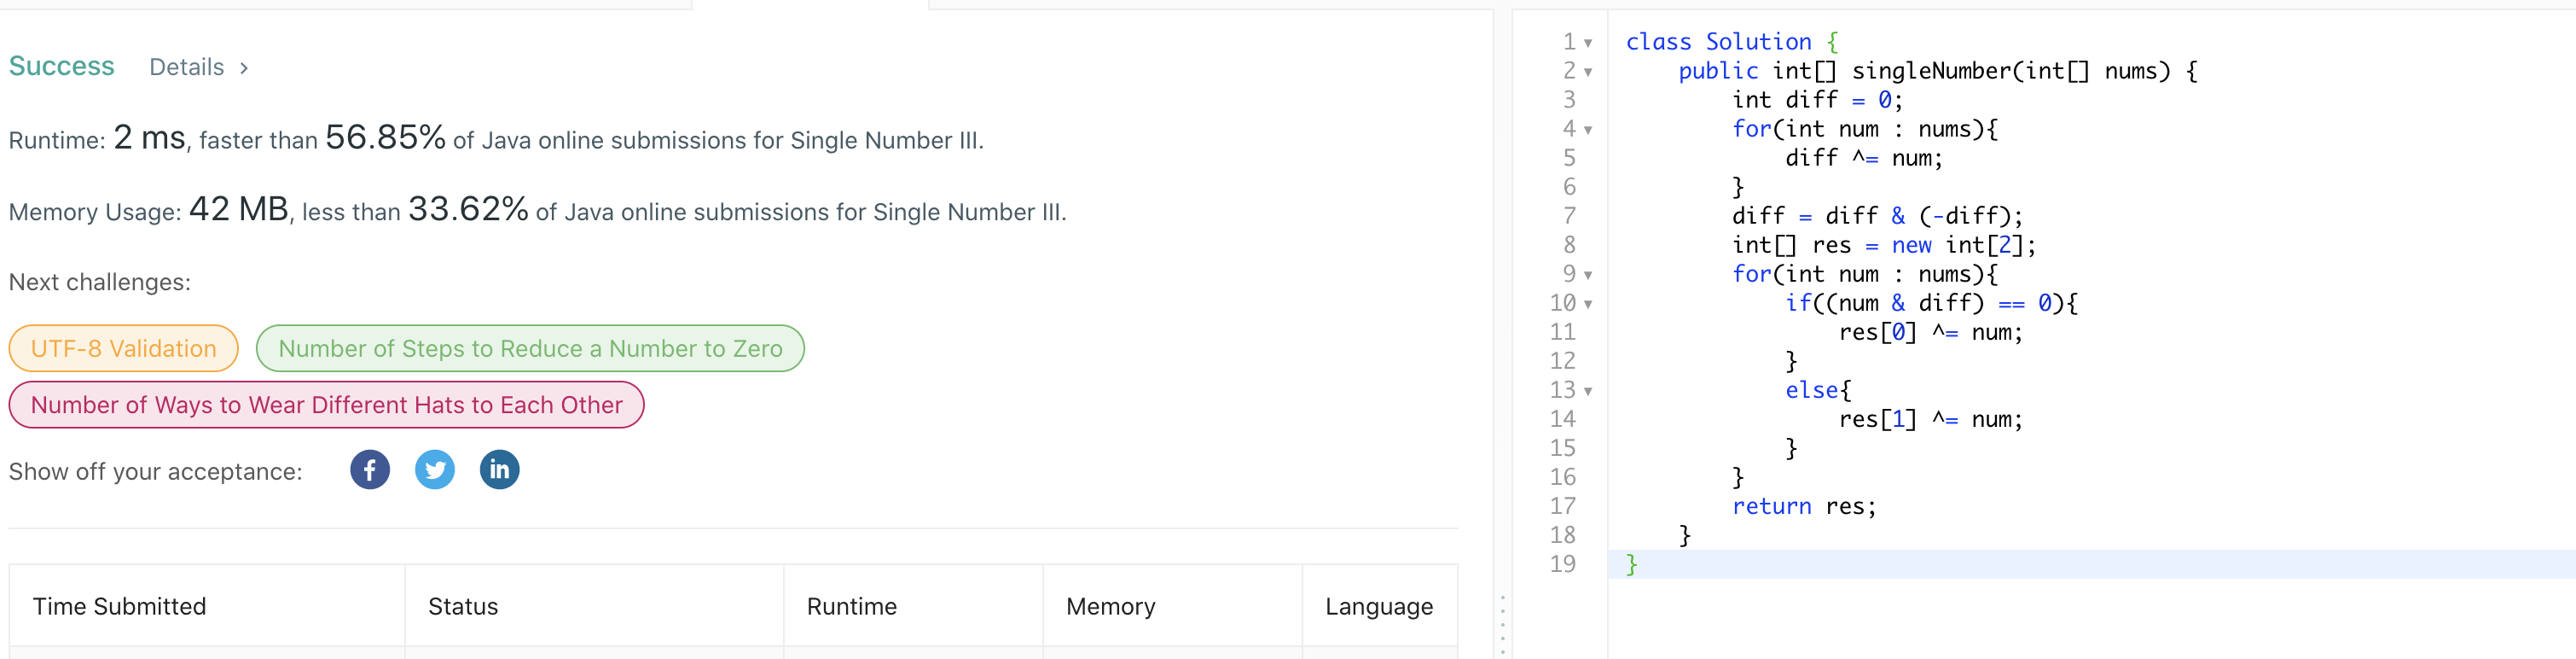 Success Details >
Runtime: 2 ms, faster than 56.85% of Java online submissions for Single Number III.
Memory Usage: 42 MB, less than 33.62% of Java online submissions for Single Number III.
Next challenges:
UTF-8 Validation Number of Steps to Reduce a Number to Zero
Number of Ways to Wear Different Hats to Each Other
Show off your acceptance: f in
Time Submitted Status Runtime Memory Language
1 class Solution {
2     public int[] singleNumber(int[] nums) {
3         int diff = 0;
4         for(int num : nums){
5             diff ^= num;
6         }
7         diff = diff & (-diff);
8         int[] res = new int[2];
9         for(int num : nums){
10             if((num & diff) == 0){
11                 res[0] ^= num;
12             }
13             else{
14                 res[1] ^= num;
15             }
16         }
17         return res;
18     }
19 }